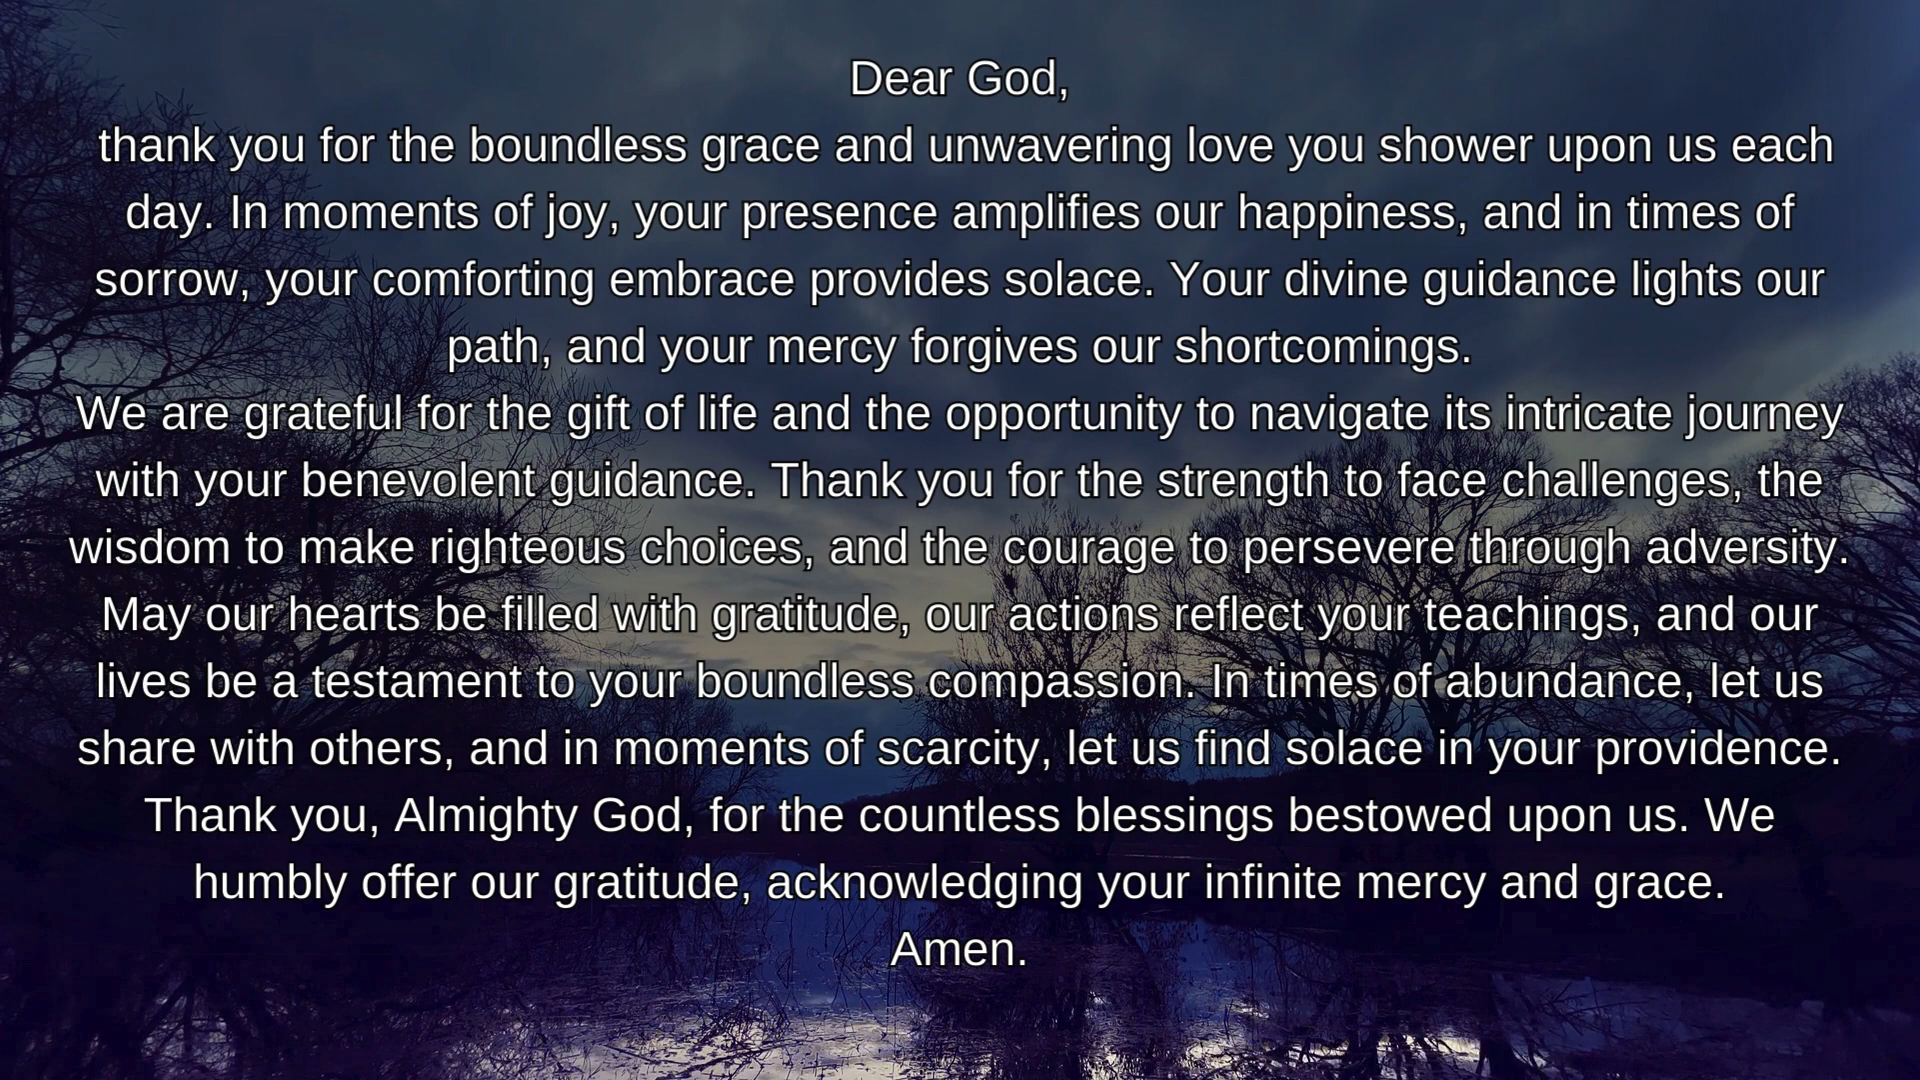 Dear God,
thank you for the boundless grace and unwavering love you shower upon us each
day. In moments of joy, your presence amplifies our happiness, and in times of
sorrow, your comforting embrace provides solace. Your divine guidance lights our
path, and your mercy forgives our shortcomings.
We are grateful for the gift of life and the opportunity to navigate its intricate journey
with your benevolent guidance. Thank you for the strength to face challenges, the
wisdom to make righteous choices, and the courage to persevere through adversity.
May our hearts be filled with gratitude, our actions reflect your teachings, and our
lives be a testament to your boundless compassion. In times of abundance, let us
share with others, and in moments of scarcity, let us find solace in your providence.
Thank you, Almighty God, for the countless blessings bestowed upon us. We
humbly offer our gratitude, acknowledging your infinite mercy and grace.
Amen.